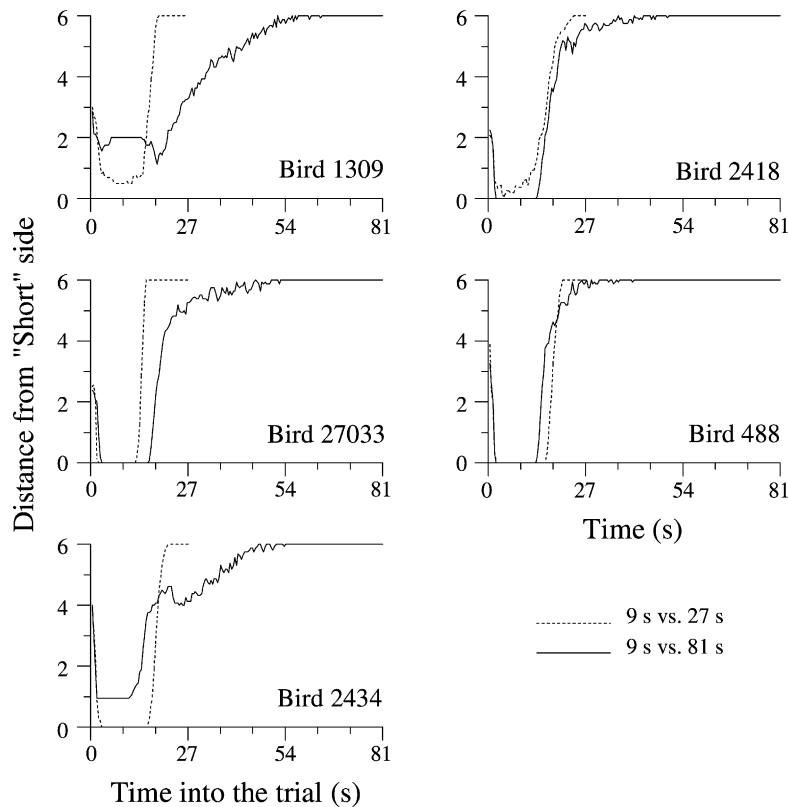 Distance from "Short" side
6
4
2
0
0 27 54 81
Bird 1309
6
4
2
0
0 27 54 81
Bird 2418
6
4
2
0
0 27 54 81
Bird 27033
6
4
2
0
0 27 54 81
Bird 488
Time (s)
6
4
2
0
0 27 54 81
Bird 2434
Time into the trial (s)
9 s vs. 27 s
9 s vs. 81 s